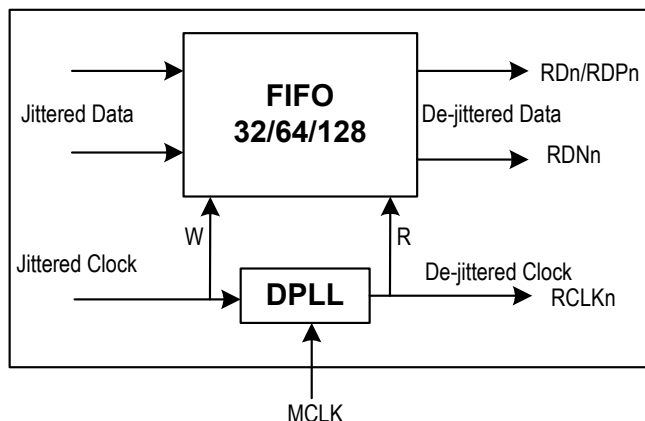 RDn/RDPn
FIFO
32/64/128
Jittered Data
De-jittered Data
RDNn
W
R
Jittered Clock
De-jittered Clock
DPLL
RCLKn
MCLK